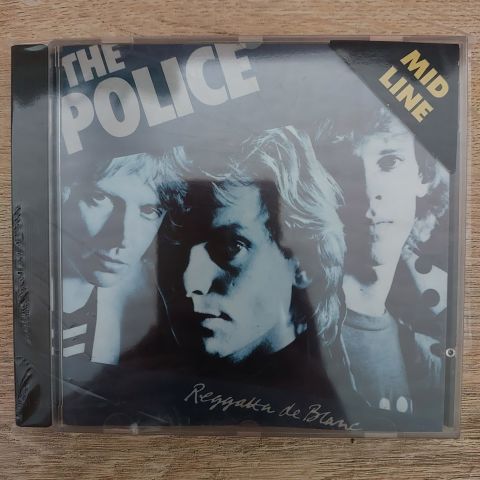 THE
POLICE
MID
LINE
Reggatta de Blanc